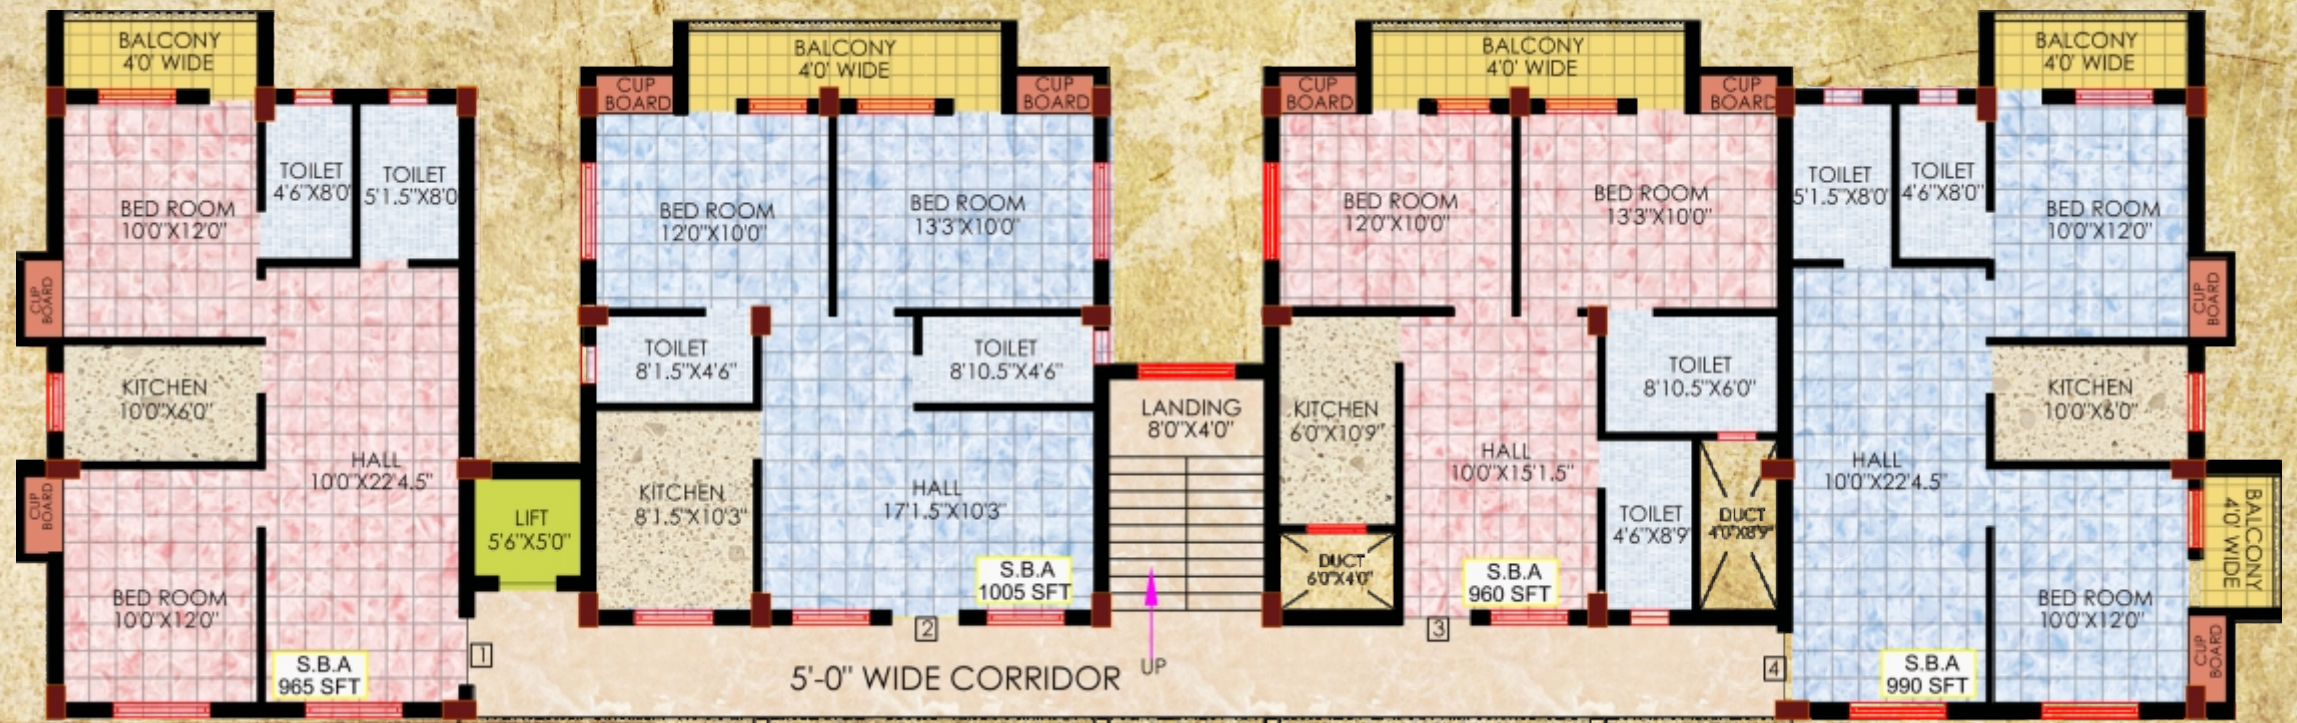 BALCONY
4'0' WIDE
TOILET
4'6"X8'0'
TOILET
5'1.5"X8'0
BED ROOM
10'0"X12'0"
CUP
BOARD
KITCHEN
10'0"X6'0"
HALL
10'0"X22'4.5"
CUP
BOARD
BED ROOM
10'0"X12'0"
S.B.A
965 SFT
1
LIFT
5'6"X5'0"
CUP
BOARD
BALCONY
4'0' WIDE
CUP
BOARD
BED ROOM
12'0"X10'0"
BED ROOM
13'3"X10'0"
TOILET
8'1.5"X4'6"
TOILET
8'10.5"X4'6"
KITCHEN
8'1.5"X10'3"
HALL
17'1.5"X10'3"
S.B.A
1005 SFT
2
LANDING
8'0"X4'0"
UP
5'-0" WIDE CORRIDOR
CUP
BOARD
BALCONY
4'0' WIDE
CUP
BOARD
BED ROOM
12'0"X10'0"
BED ROOM
13'3"X10'0"
KITCHEN
6'0"X10'9"
TOILET
8'10.5"X6'0"
HALL
10'0"X15'1.5"
TOILET
4'6"X8'9"
DUCT
4'0"X8'9"
DUCT
6'0"X4'0"
S.B.A
960 SFT
3
BALCONY
4'0' WIDE
TOILET
5'1.5"X8'0'
TOILET
4'6"X8'0"
BED ROOM
10'0"X12'0"
CUP
BOARD
KITCHEN
10'0"X6'0"
HALL
10'0"X22'4.5"
BALCONY
4'0' WIDE
BED ROOM
10'0"X12'0"
CUP
BOARD
S.B.A
990 SFT
4